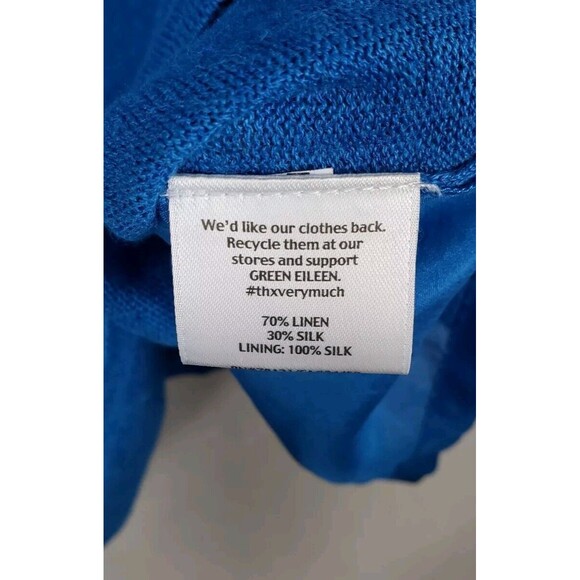 We'd like our clothes back.
Recycle them at our
stores and support
GREEN EILEEN.
#thxverymuch
70% LINEN
30% SILK
LINING: 100% SILK